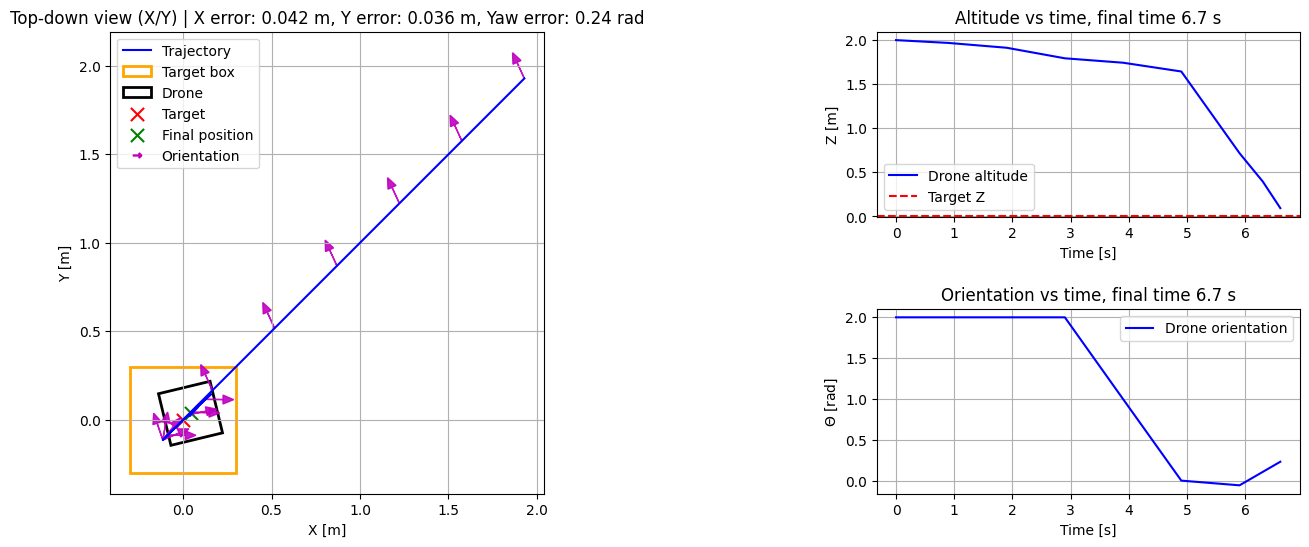 Top-down view (X/Y) | X error: 0.042 m, Y error: 0.036 m, Yaw error: 0.24 rad
Trajectory
Target box
Drone
Target
Final position
Orientation
2.0
1.5
1.0
0.5
0.0
Y [m]
0.0
0.5
1.0
1.5
2.0
X [m]
Altitude vs time, final time 6.7 s
2.0
1.5
1.0
0.5
0.0
Z [m]
Drone altitude
Target Z
0
1
2
3
4
5
6
Time [s]
Orientation vs time, final time 6.7 s
2.0
1.5
1.0
0.5
0.0
Θ [rad]
Drone orientation
0
1
2
3
4
5
6
Time [s]